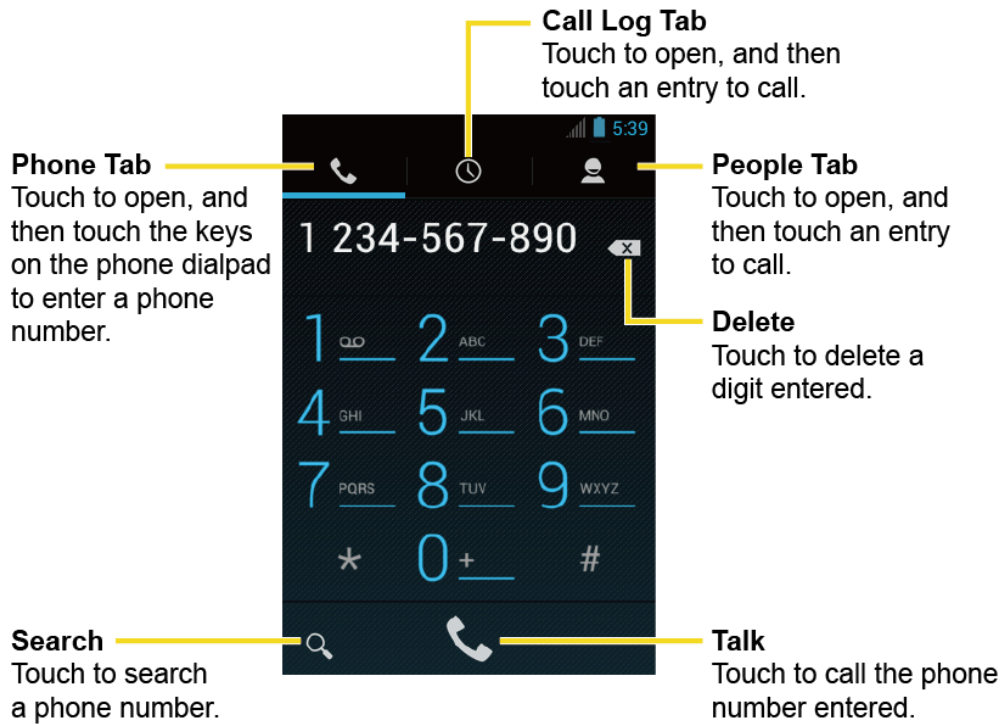 Call Log Tab
Touch to open, and then
touch an entry to call.
5:39
Phone Tab
Touch to open, and
then touch the keys
on the phone dialpad
to enter a phone
number.
People Tab
Touch to open, and
then touch an entry
to call.
1 234-567-890
Delete
Touch to delete a
digit entered.
1 2 ABC 3 DEF
4 GHI 5 JKL 6 MNO
7 PQRS 8 TUV 9 WXYZ
* 0 + #
Search
Touch to search
a phone number.
Talk
Touch to call the phone
number entered.